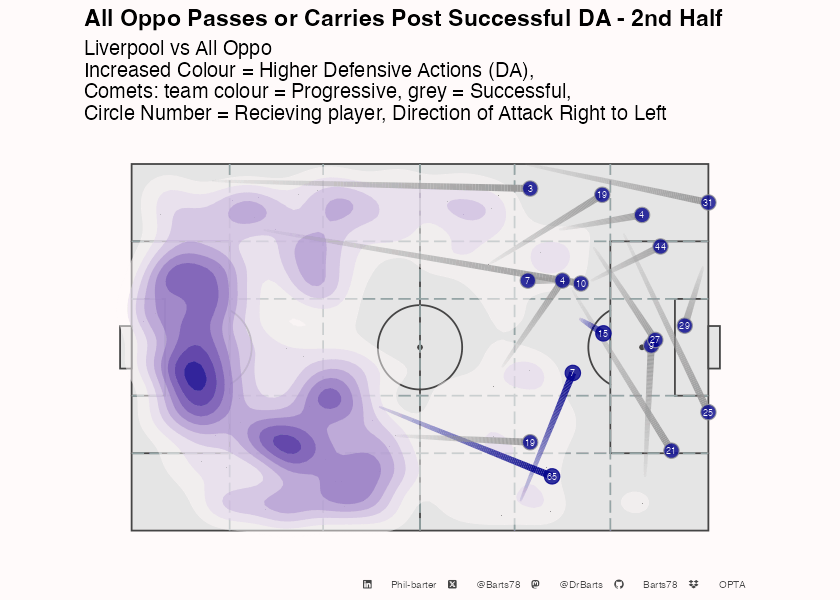 All Oppo Passes or Carries Post Successful DA - 2nd Half
Liverpool vs All Oppo
Increased Colour = Higher Defensive Actions (DA),
Comets: team colour = Progressive, grey = Successful,
Circle Number = Recieving player, Direction of Attack Right to Left
3
19
31
4
44
7 4 10
29
15
27
9
7
25
19
21
65
Phil-barter @Barts78 @DrBarts Barts78 OPTA